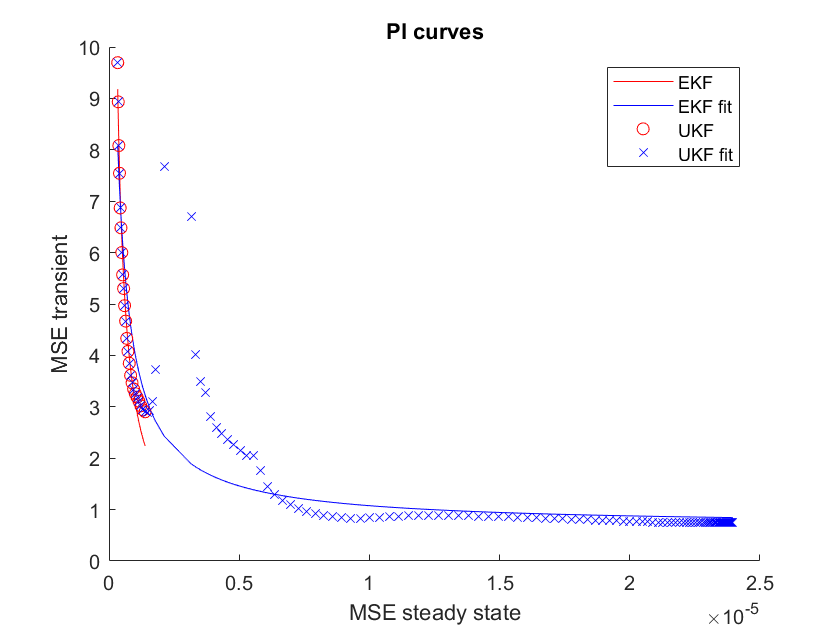 PI curves
10
9
8
7
6
5
4
3
2
1
0
MSE transient
EKF
EKF fit
UKF
UKF fit
0 0.5 1 1.5 2 2.5
MSE steady state
×10^-5